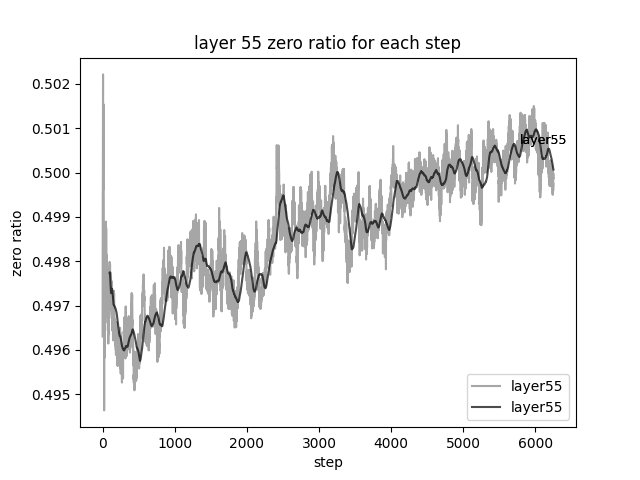 layer 55 zero ratio for each step
zero ratio
0.502
0.501
0.500
0.499
0.498
0.497
0.496
0.495
layer55
layer55
layer55
0
1000
2000
3000
4000
5000
6000
step